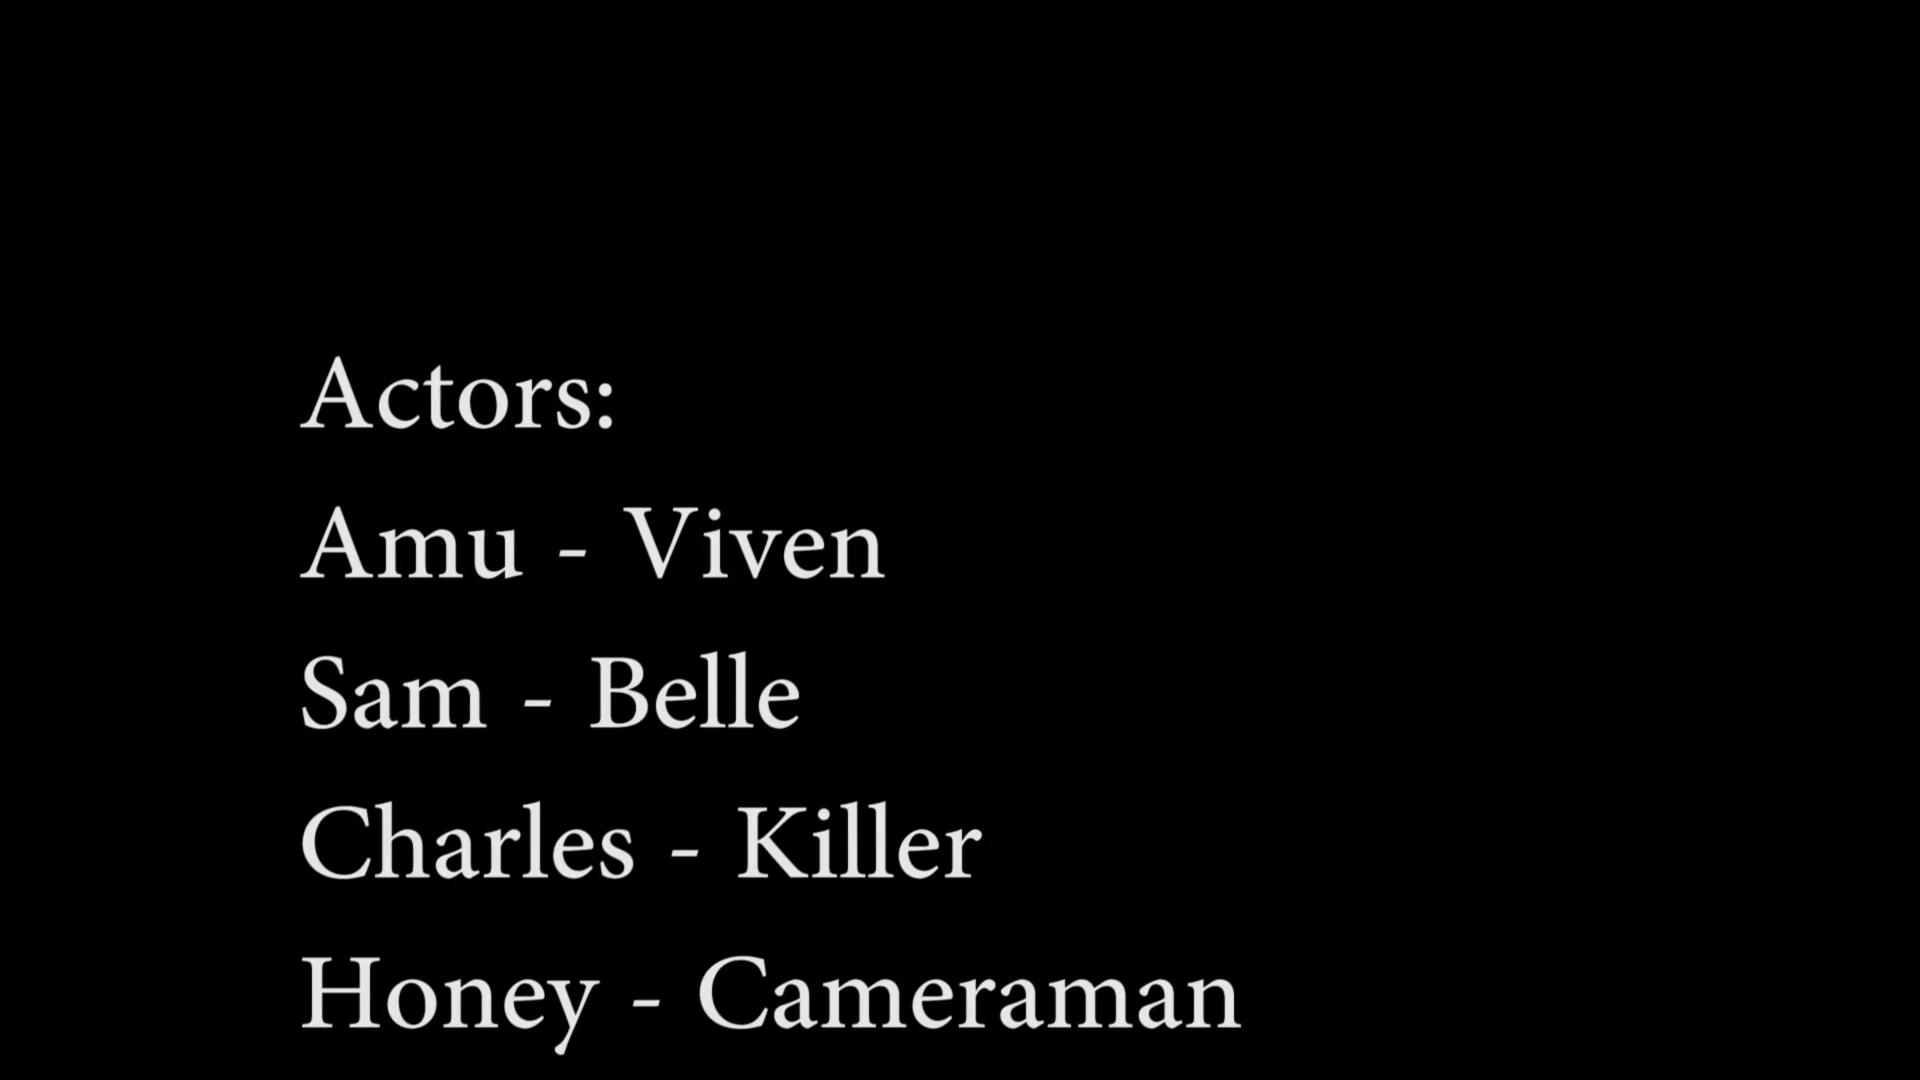 Actors:
Amu - Viven
Sam - Belle
Charles - Killer
Honey - Cameraman